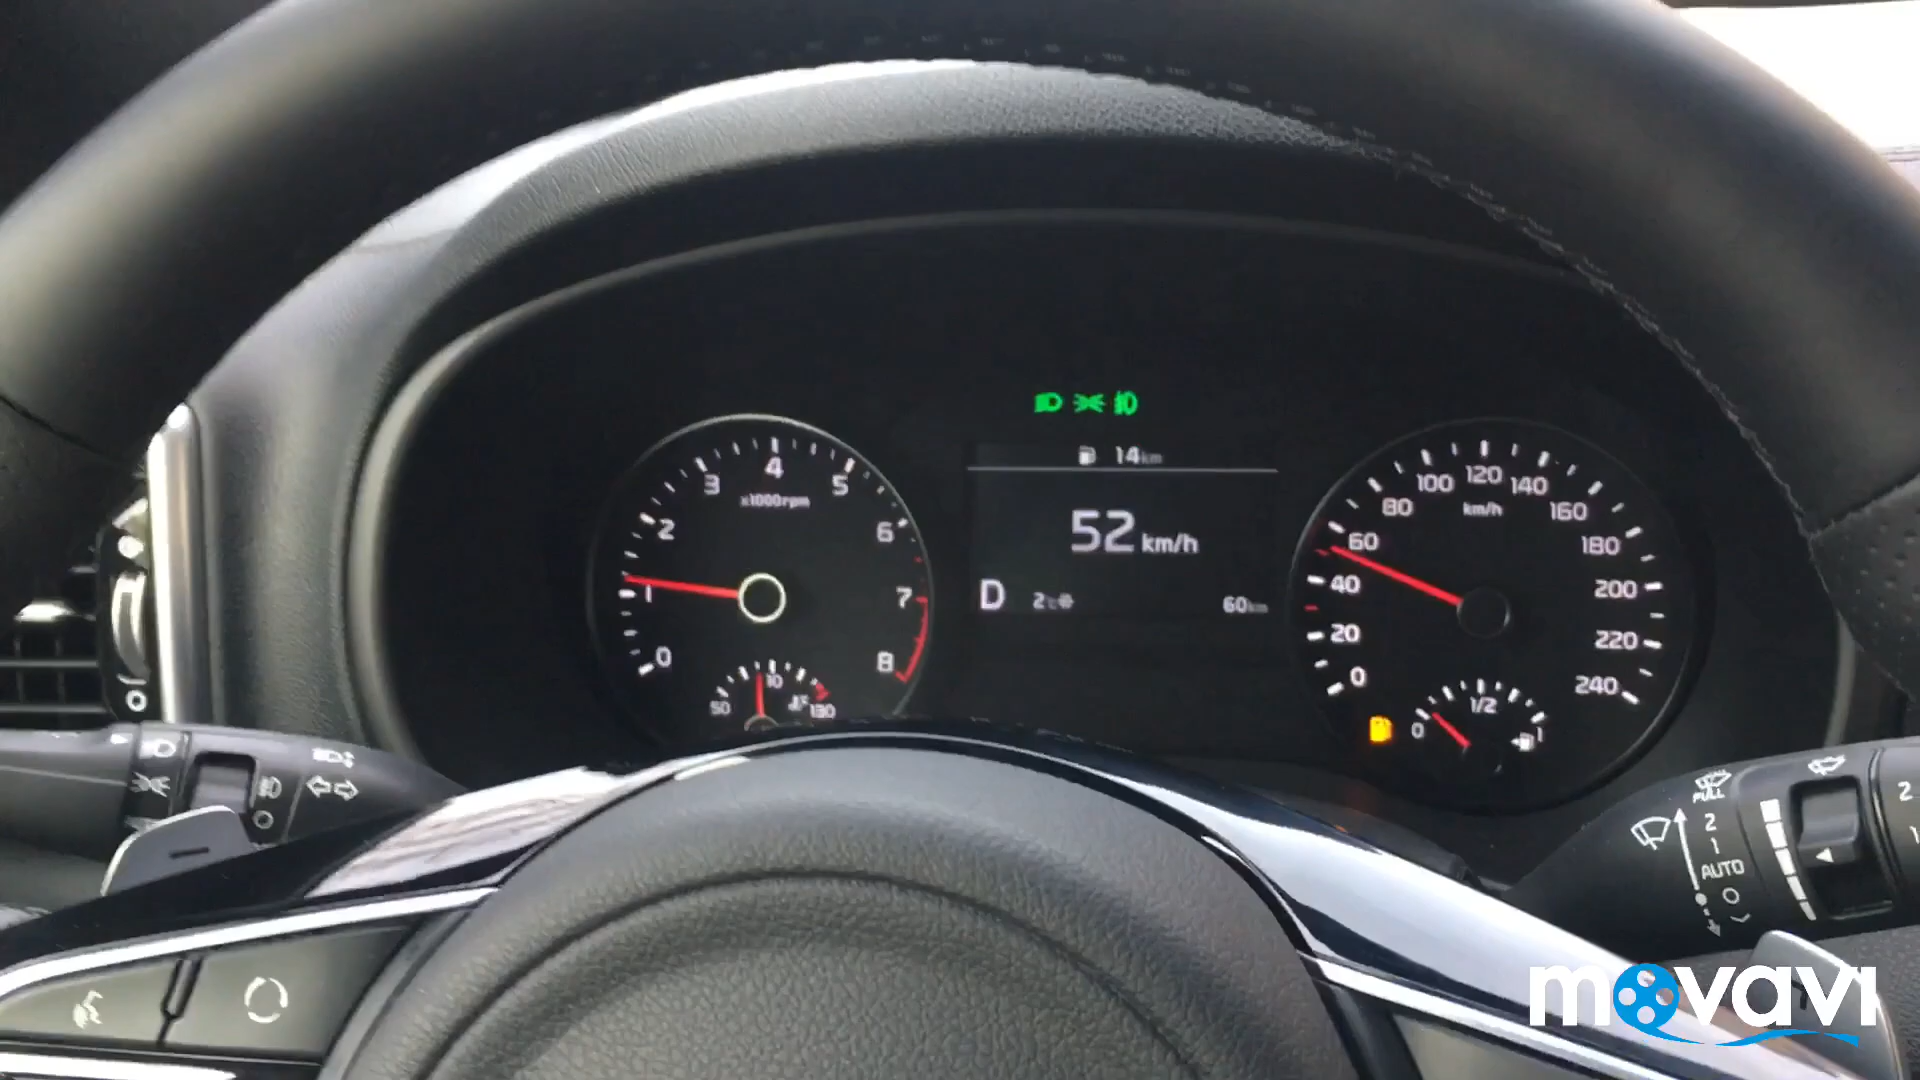 14km
52 km/h
D 2°C 60km
x1000rpm
0 1 2 3 4 5 6 7 8
50 130
km/h
0 20 40 60 80 100 120 140 160 180 200 220 240
0 1/2 1
PULL
2
1
AUTO
2
1
movavi